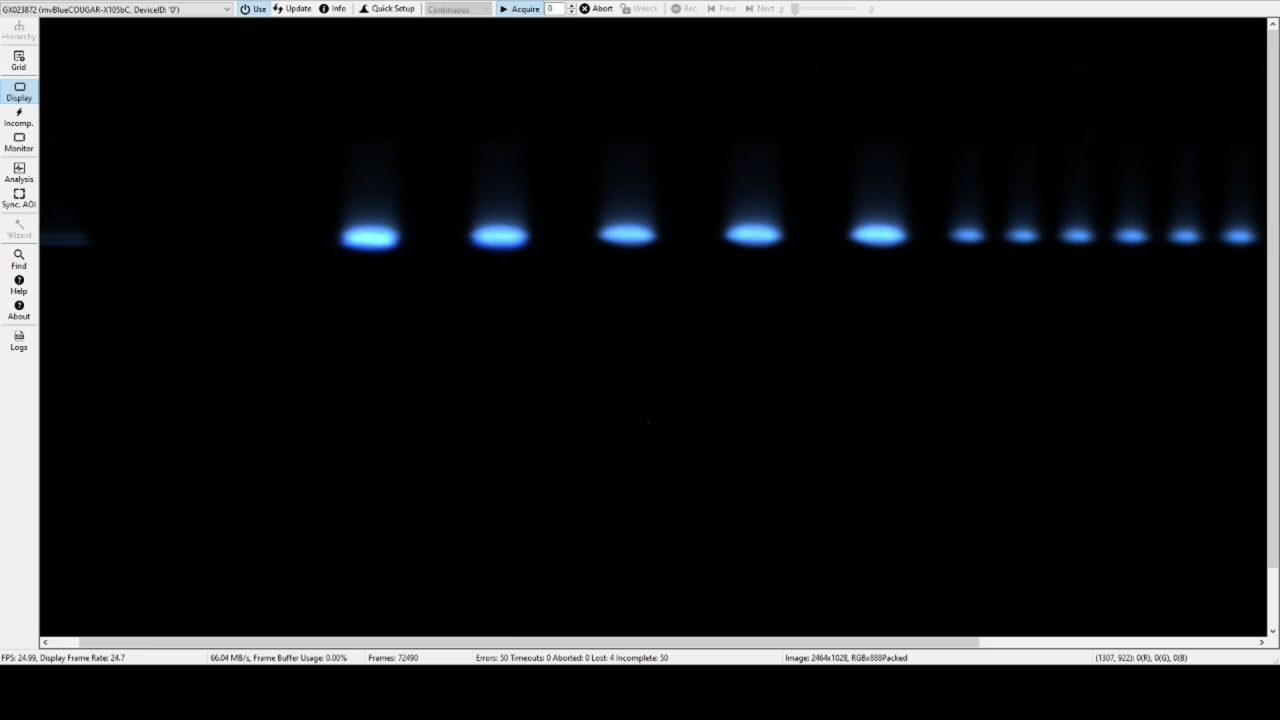 GX023872 (mvBlueCOUGAR-X105bC, DeviceID: '0') Use Update Info Quick Setup Continuous Acquire 0 Abort Unlock Rec. Prev. Next 0 0
Hierarchy
Grid
Display
Incomp.
Monitor
Analysis
Sync. AOI
Wizard
Find
Help
About
Logs
FPS: 24.99, Display Frame Rate: 24.7 66.04 MB/s, Frame Buffer Usage: 0.00% Frames: 72490 Errors: 50 Timeouts: 0 Aborted: 0 Lost: 4 Incomplete: 50 Image: 2464x1028, RGBx888Packed (1307, 922): 0(R), 0(G), 0(B)